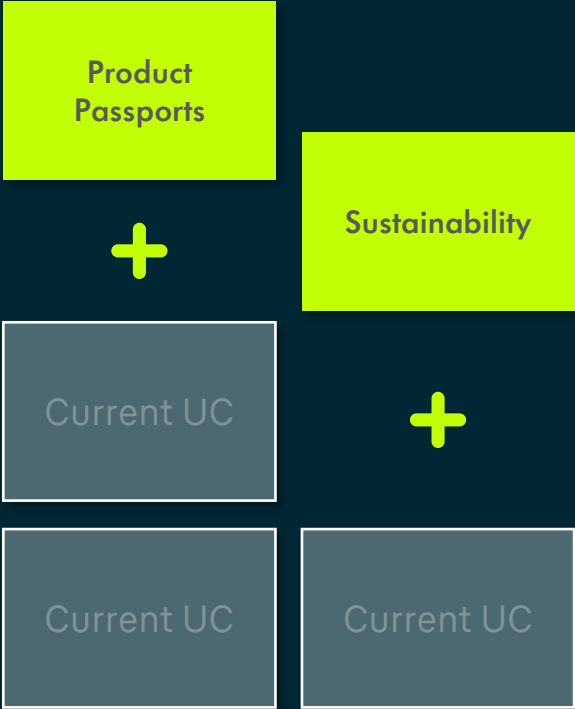 Product
Passports
Sustainability
Current UC
Current UC
Current UC